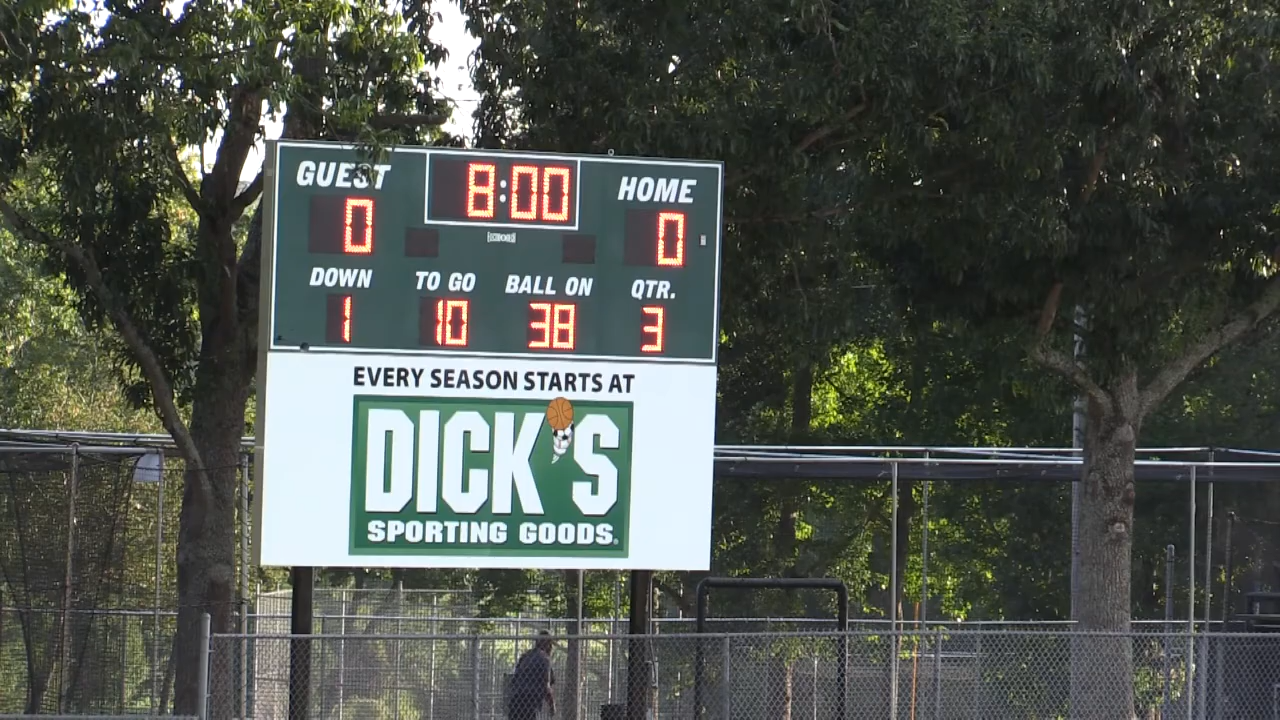 GUEST 8:00 HOME
0 0
DOWN TO GO BALL ON QTR.
1 10 38 3
EVERY SEASON STARTS AT
DICK'S
SPORTING GOODS.